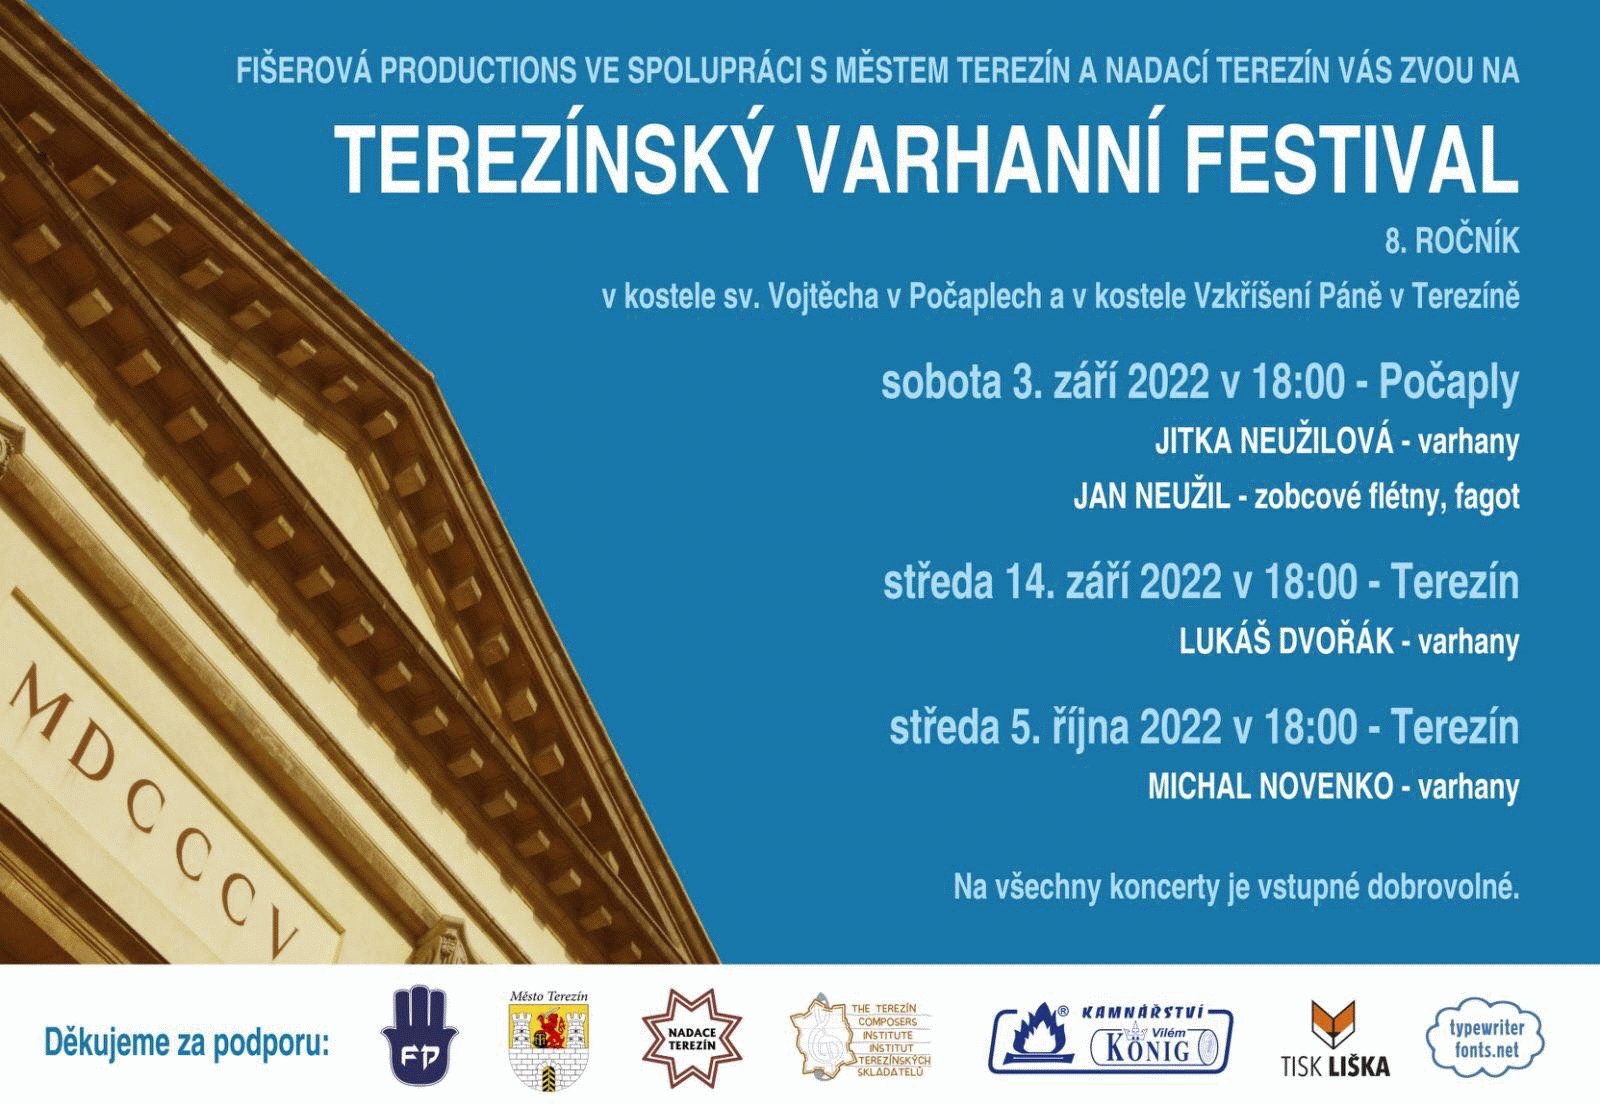 FIŠEROVÁ PRODUCTIONS VE SPOLUPRÁCI S MĚSTEM TEREZÍN A NADACÍ TEREZÍN VÁS ZVOU NA
TEREZÍNSKÝ VARHANNÍ FESTIVAL
8. ROČNÍK
v kostele sv. Vojtěcha v Počaplech a v kostele Vzkříšení Páně v Terezíně
sobota 3. září 2022 v 18:00 - Počaply
JITKA NEUŽILOVÁ - varhany
JAN NEUŽIL - zobcové flétny, fagot
středa 14. září 2022 v 18:00 - Terezín
LUKÁŠ DVOŘÁK - varhany
středa 5. října 2022 v 18:00 - Terezín
MICHAL NOVENKO - varhany
Na všechny koncerty je vstupné dobrovolné.
MDCCCV
Děkujeme za podporu:
FP
Město Terezín
NADACE
TEREZÍN
THE TEREZÍN
COMPOSERS
INSTITUTE
INSTITUT
TEREZÍNSKÝCH
SKLADATELŮ
® KAMNÁŘSTVÍ
Vilém
KÖNIG
TISK LIŠKA
typewriter
fonts.net